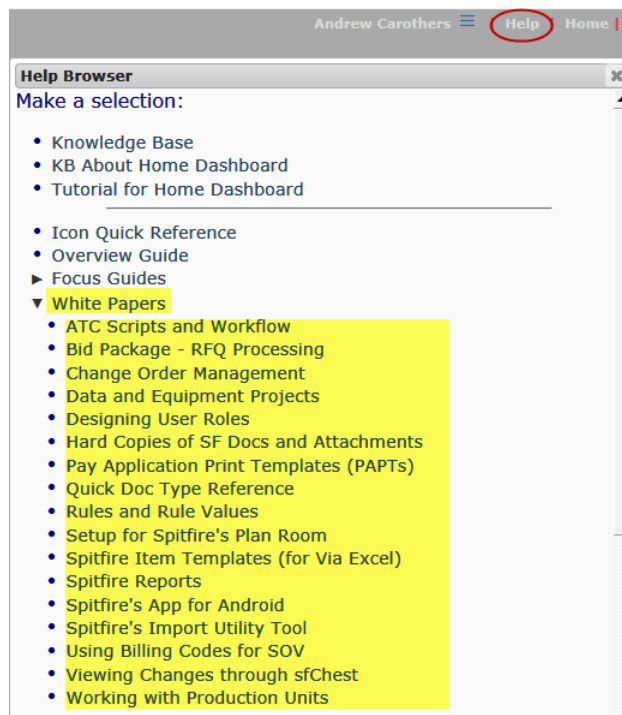 Andrew Carothers Help | Home |
Help Browser
Make a selection:
• Knowledge Base
• KB About Home Dashboard
• Tutorial for Home Dashboard
• Icon Quick Reference
• Overview Guide
► Focus Guides
▼ White Papers
• ATC Scripts and Workflow
• Bid Package - RFQ Processing
• Change Order Management
• Data and Equipment Projects
• Designing User Roles
• Hard Copies of SF Docs and Attachments
• Pay Application Print Templates (PAPTs)
• Quick Doc Type Reference
• Rules and Rule Values
• Setup for Spitfire's Plan Room
• Spitfire Item Templates (for Via Excel)
• Spitfire Reports
• Spitfire's App for Android
• Spitfire's Import Utility Tool
• Using Billing Codes for SOV
• Viewing Changes through sfChest
• Working with Production Units